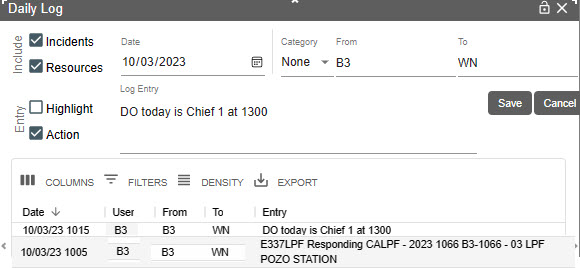 Daily Log
Include
Incidents
Resources
Date
10/03/2023
Category
None
From
B3
To
WN
Entry
Highlight
Action
Log Entry
DO today is Chief 1 at 1300
Save
Cancel
COLUMNS FILTERS DENSITY EXPORT
Date User From To Entry
10/03/23 1015 B3 B3 WN DO today is Chief 1 at 1300
10/03/23 1005 B3 B3 WN E337LPF Responding CALPF - 2023 1066 B3-1066 - 03 LPF
POZO STATION